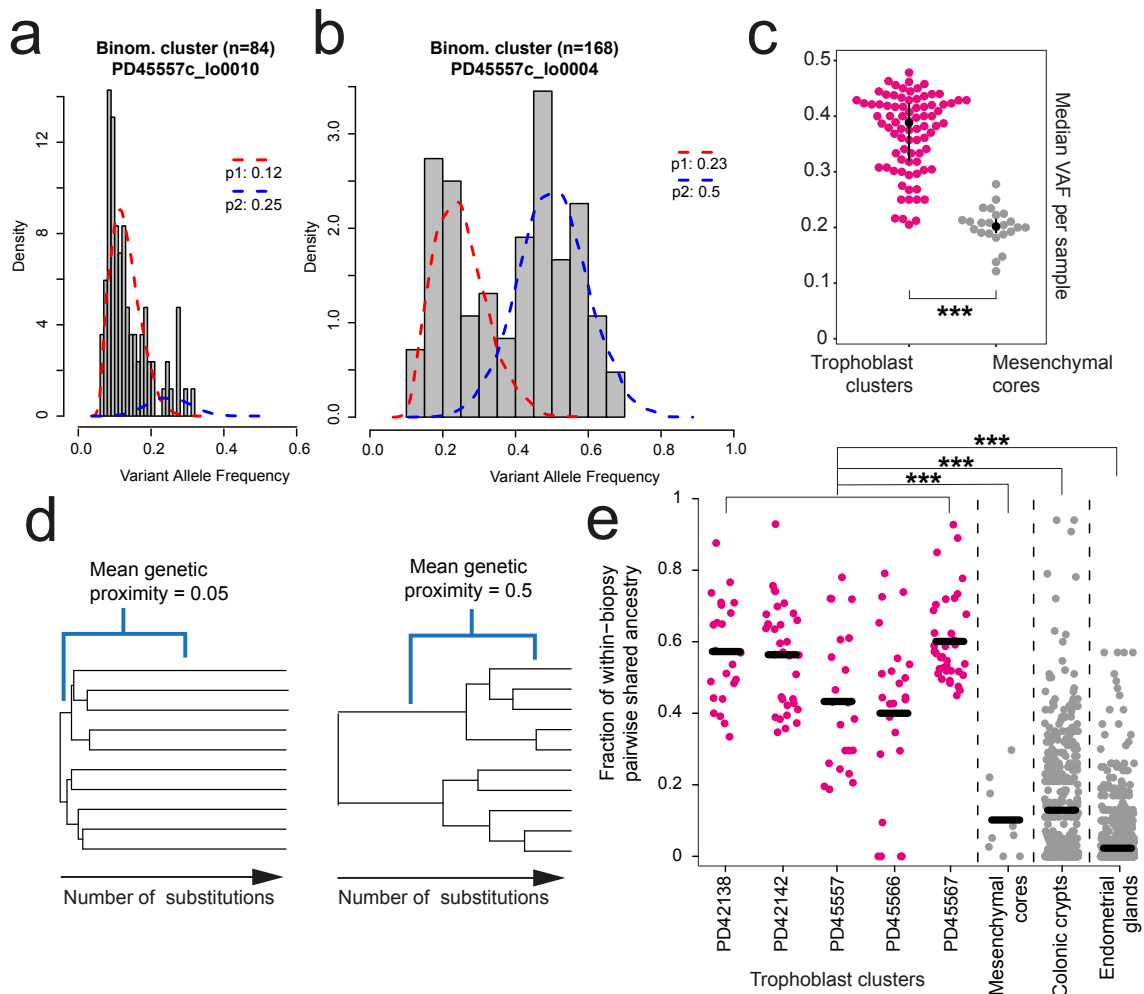 a
Binom. cluster (n=84)
PD45557c_lo0010
Density
0
4
8
12
0.0
0.2
0.4
0.6
Variant Allele Frequency
p1: 0.12
p2: 0.25
b
Binom. cluster (n=168)
PD45557c_lo0004
Density
0.0
1.0
2.0
3.0
0.0
0.2
0.4
0.6
0.8
1.0
Variant Allele Frequency
p1: 0.23
p2: 0.5
c
0.5
0.4
0.3
0.2
0.1
0
Median VAF per sample
***
Trophoblast
clusters
Mesenchymal
cores
d
Mean genetic
proximity = 0.05
Mean genetic
proximity = 0.5
Number of substitutions
Number of substitutions
e
***
***
***
Fraction of within-biopsy
pairwise shared ancestry
1
0.8
0.6
0.4
0.2
0
PD42138
PD42142
PD45557
PD45566
PD45567
Mesenchymal
cores
Colonic crypts
Endometrial
glands
Trophoblast clusters